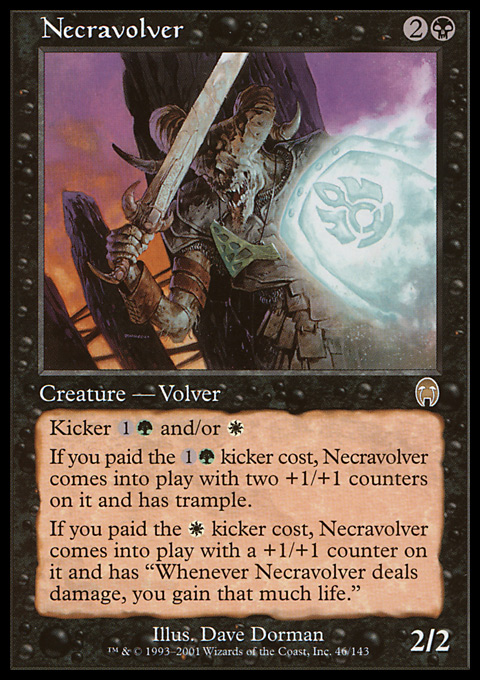 Necravolver 2
Creature — Volver
Kicker 1 and/or
If you paid the 1 kicker cost, Necravolver
comes into play with two +1/+1 counters
on it and has trample.
If you paid the kicker cost, Necravolver
comes into play with a +1/+1 counter on
it and has “Whenever Necravolver deals
damage, you gain that much life.”
Illus. Dave Dorman
2/2
™ & © 1993–2001 Wizards of the Coast, Inc. 46/143